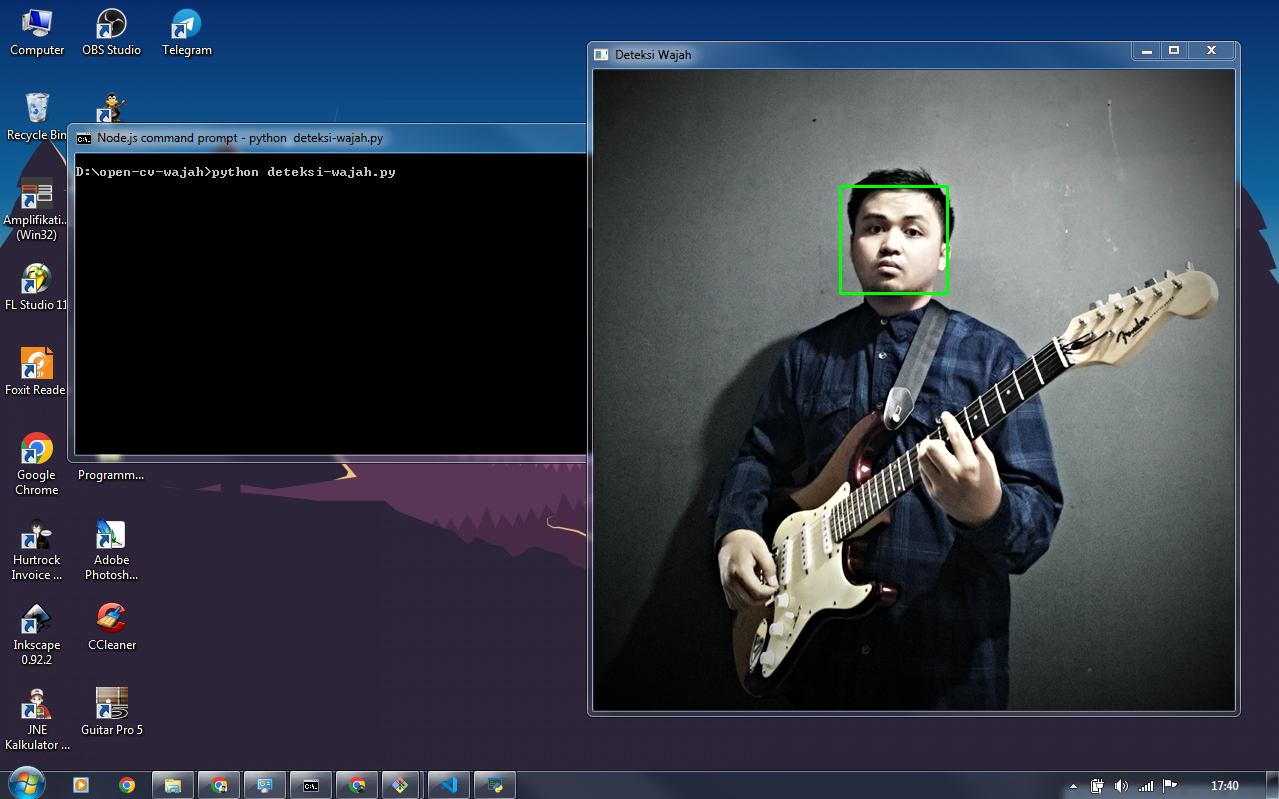 Computer
OBS Studio
Telegram
Recycle Bin
Amplifikati...
(Win32)
FL Studio 11
Foxit Reade
Google
Chrome
Programm...
Hurtrock
Invoice ...
Adobe
Photosh...
Inkscape
0.92.2
CCleaner
JNE
Kalkulator ...
Guitar Pro 5
Node.js command prompt - python  deteksi-wajah.py
D:\open-cv-wajah>python deteksi-wajah.py
Deteksi Wajah
Fender
17:40